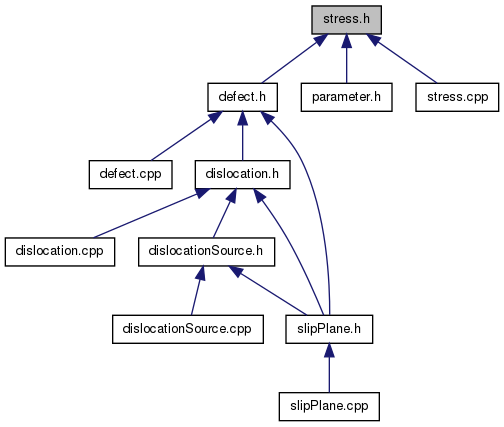 stress.h
defect.h
parameter.h
stress.cpp
defect.cpp
dislocation.h
dislocation.cpp
dislocationSource.h
dislocationSource.cpp
slipPlane.h
slipPlane.cpp